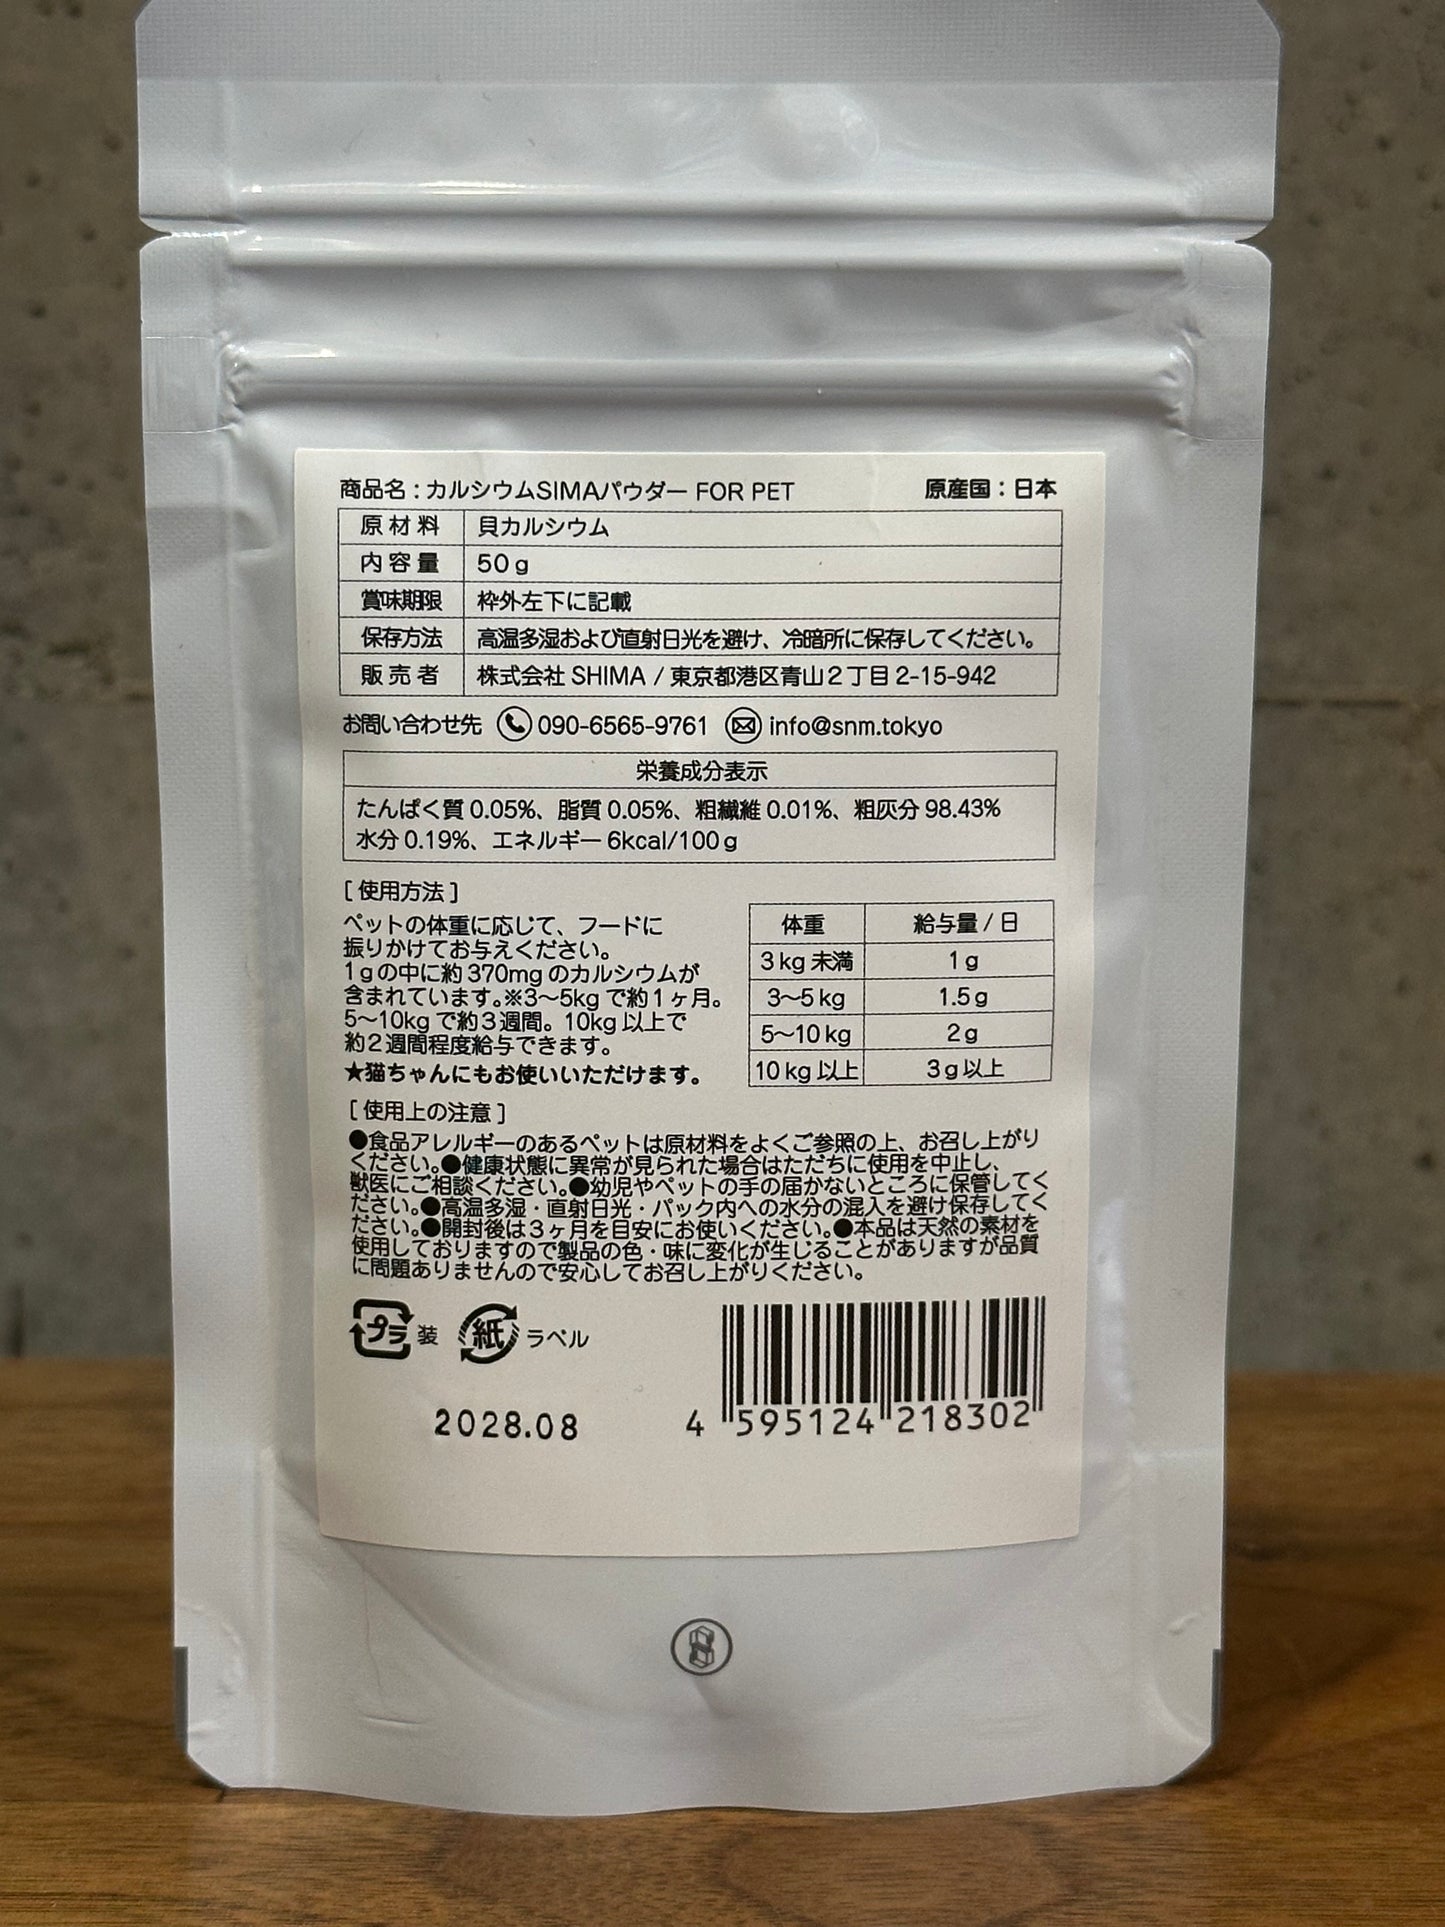 商品名：カルシウムSIMAパウダー FOR PET 原産国：日本
原材料 貝カルシウム
内容量 50g
賞味期限 枠外左下に記載
保存方法 高温多湿および直射日光を避け、冷暗所に保存してください。
販売者 株式会社 SHIMA / 東京都港区青山2丁目2-15-942
お問い合わせ先 090-6565-9761 info@snm.tokyo
栄養成分表示
たんぱく質 0.05%、脂質 0.05%、粗繊維 0.01%、粗灰分 98.43%
水分 0.19%、エネルギー 6kcal/100g
[ 使用方法 ]
ペットの体重に応じて、フードに
振りかけてお与えください。
1gの中に約370mgのカルシウムが
含まれています。※3〜5kgで約1ヶ月。
5〜10kgで約3週間。10kg以上で
約2週間程度給与できます。
★猫ちゃんにもお使いいただけます。
体重 給与量 / 日
3kg 未満 1g
3〜5kg 1.5g
5〜10kg 2g
10kg 以上 3g以上
[ 使用上の注意 ]
●食品アレルギーのあるペットは原材料をよくご参照の上、お召し上がり
ください。●健康状態に異常が見られた場合はただちに使用を中止し、
獣医にご相談ください。●幼児やペットの手の届かないところに保管してく
ださい。●高温多湿・直射日光・パック内への水分の混入を避け保存してく
ださい。●開封後は3ヶ月を目安にお使いください。●本品は天然の素材を
使用しておりますので製品の色・味に変化が生じることがありますが品質
に問題ありませんので安心してお召し上がりください。
プラ 装 紙 ラベル
2028.08
4 595124 218302